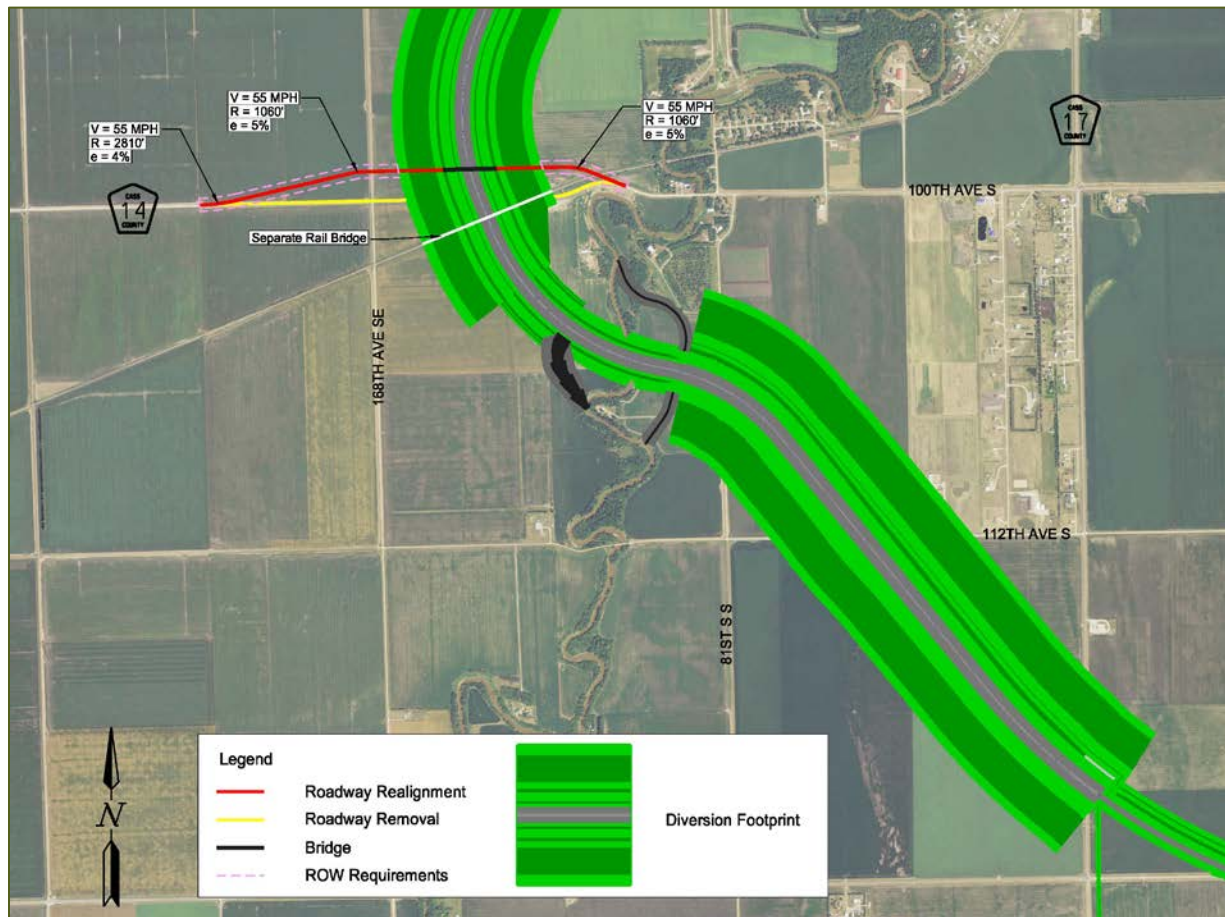 V = 55 MPH
R = 1060'
e = 5%
V = 55 MPH
R = 1060'
e = 5%
V = 55 MPH
R = 2810'
e = 4%
CASS
17
COUNTY
CASS
14
COUNTY
100TH AVE S
Separate Rail Bridge
168TH AVE SE
112TH AVE S
81ST S S
N
Legend
Roadway Realignment
Roadway Removal
Bridge
ROW Requirements
Diversion Footprint